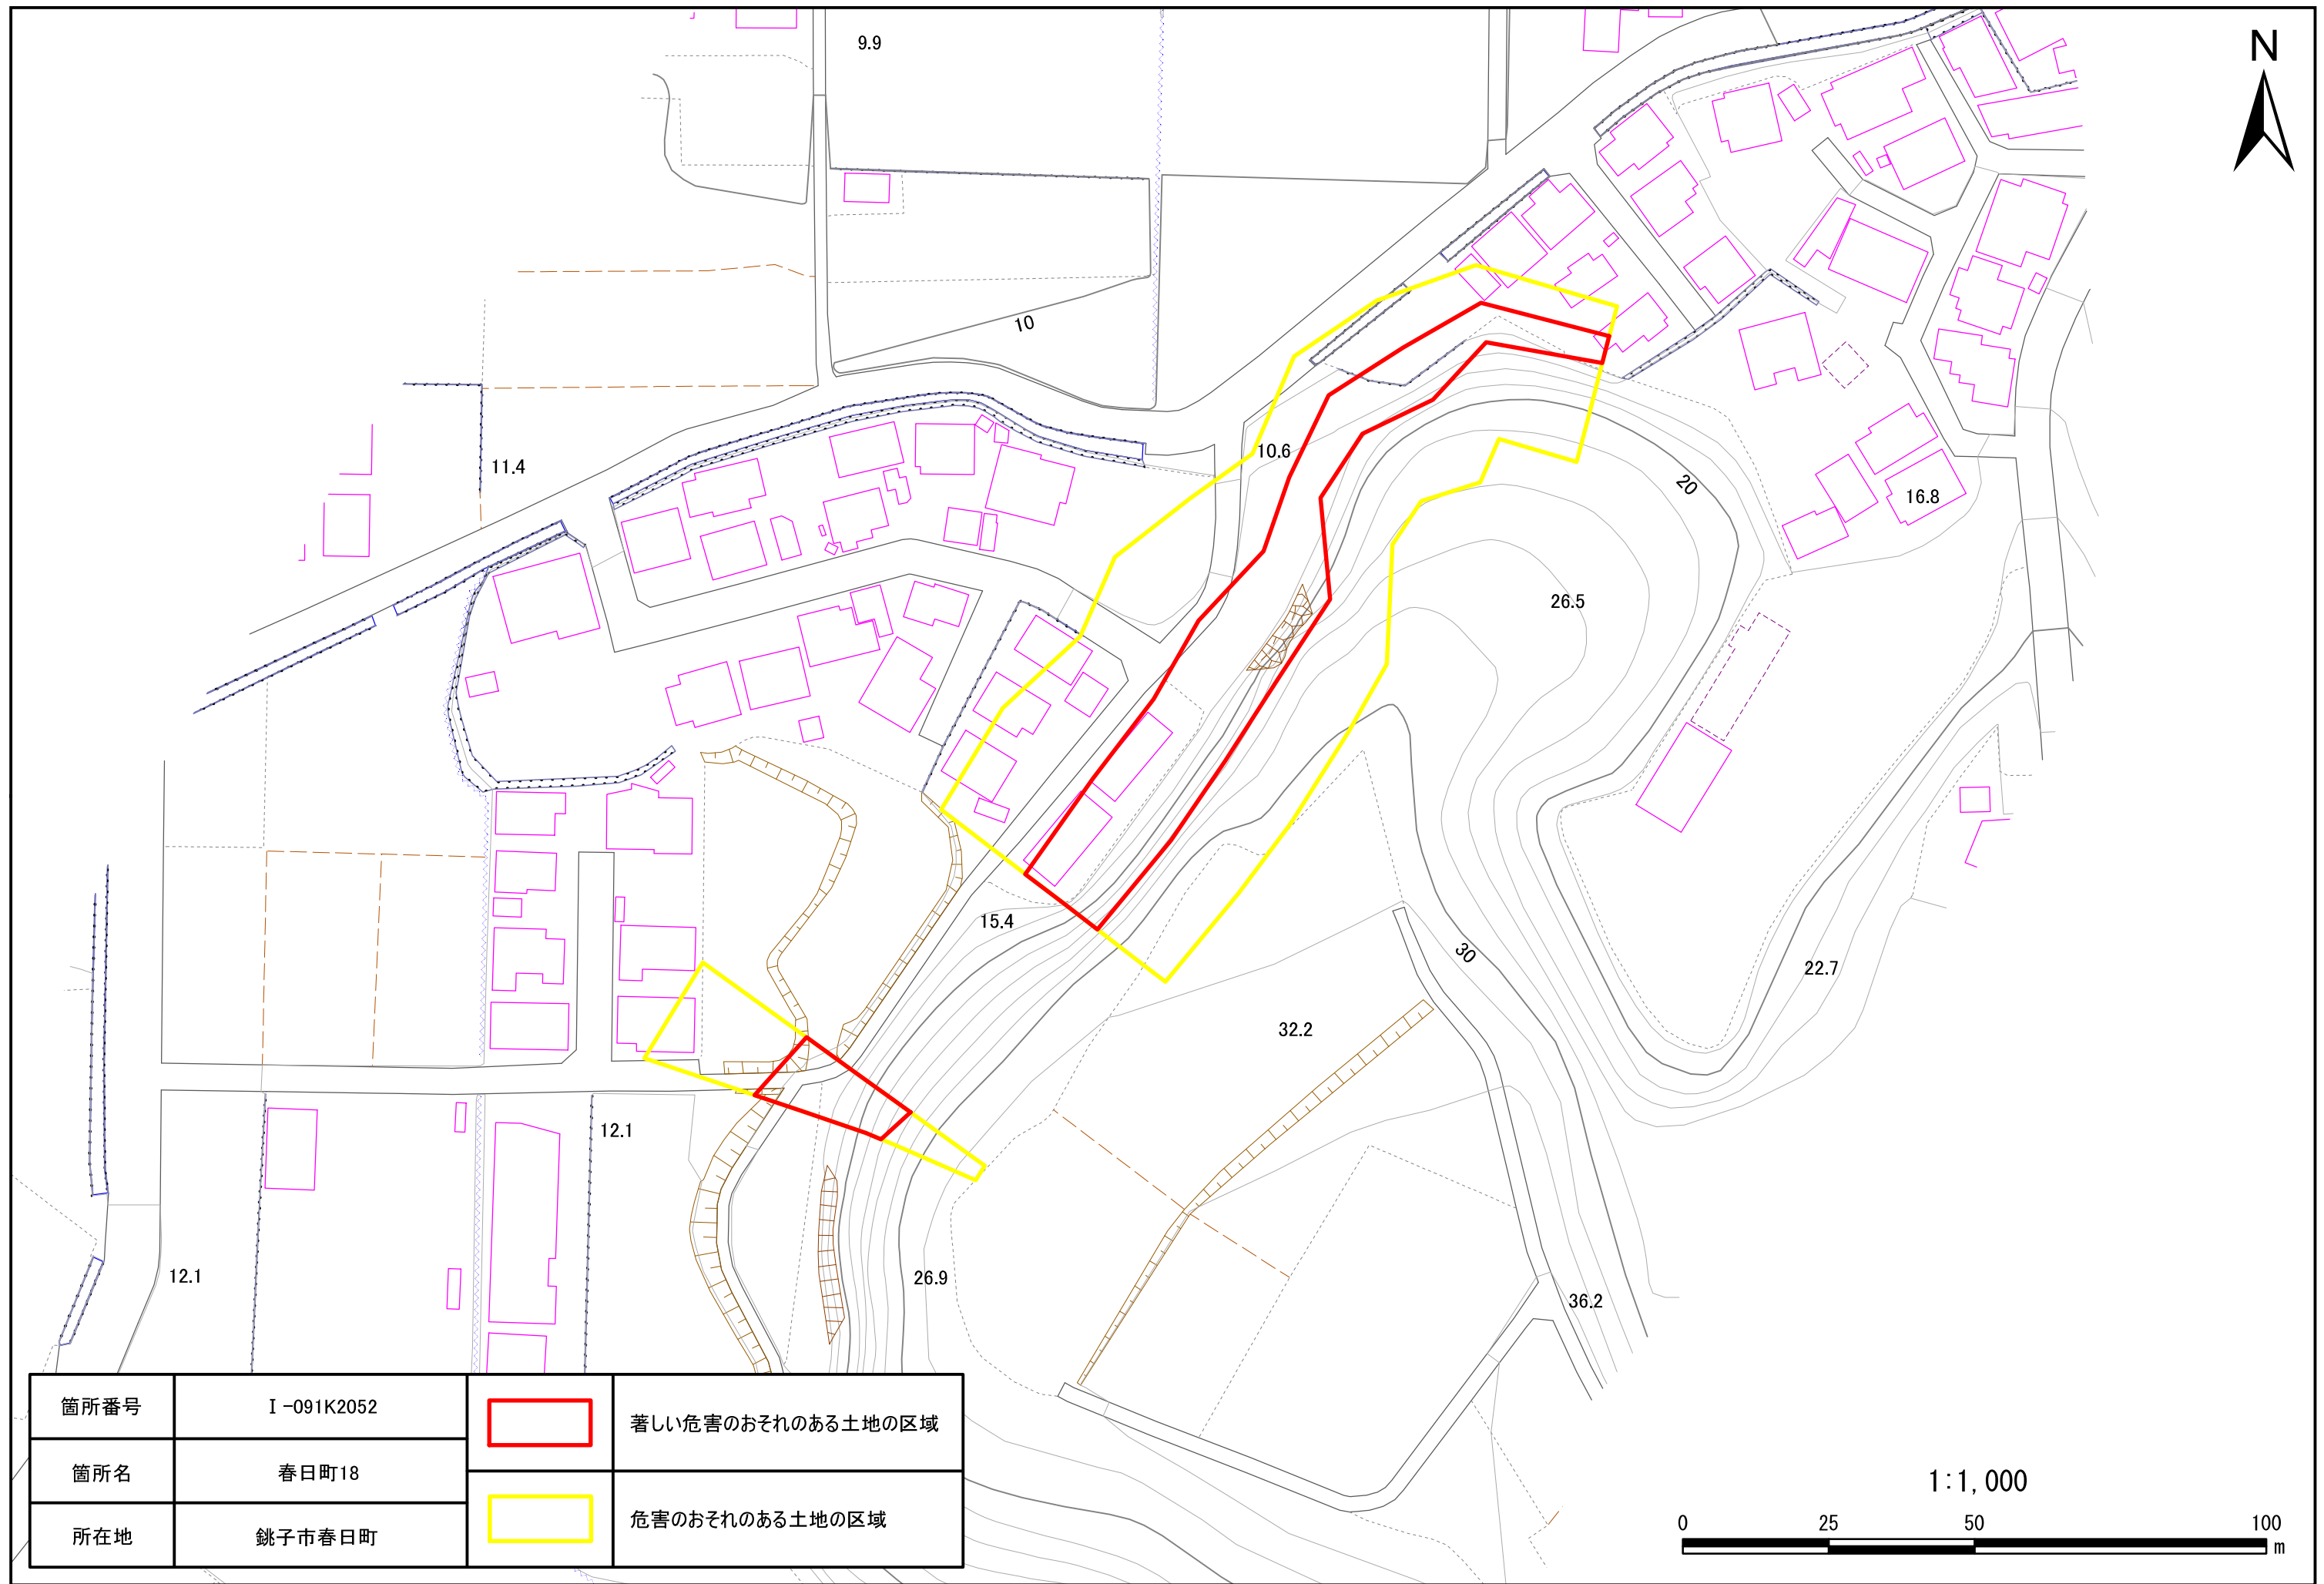 N
9.9
10
11.4
10.6
20
16.8
26.5
15.4
30
22.7
32.2
12.1
12.1
26.9
36.2
箇所番号
Ⅰ-091K2052
著しい危害のおそれのある土地の区域
箇所名
春日町18
危害のおそれのある土地の区域
所在地
銚子市春日町
1:1,000
0 25 50 100
m